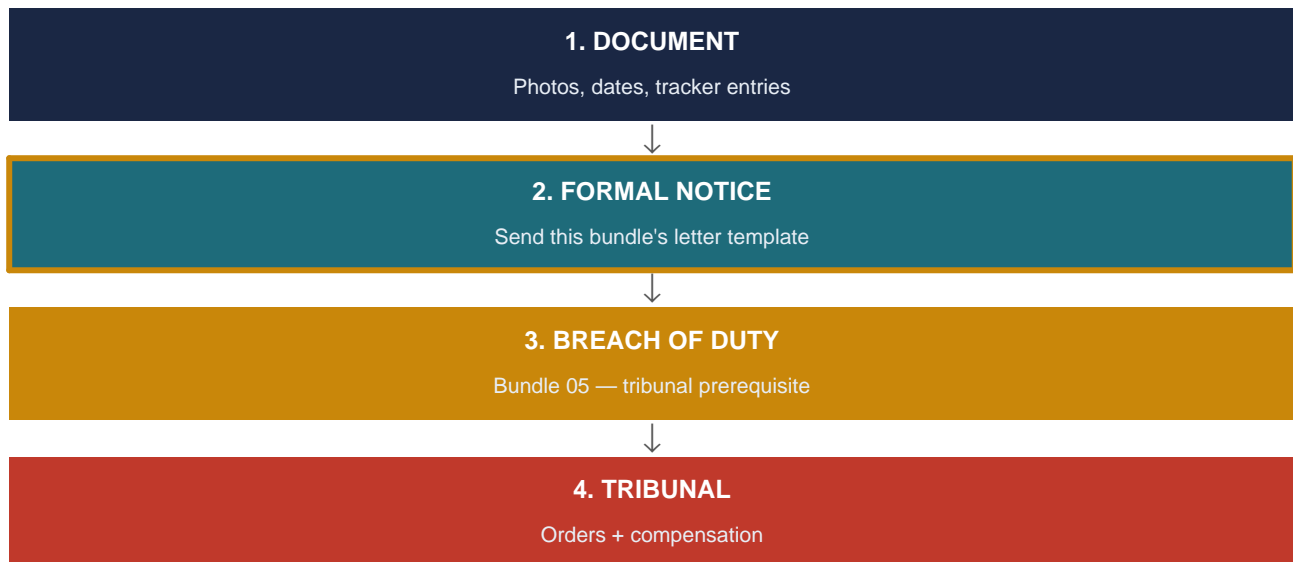 1. DOCUMENT
Photos, dates, tracker entries
2. FORMAL NOTICE
Send this bundle's letter template
3. BREACH OF DUTY
Bundle 05 — tribunal prerequisite
4. TRIBUNAL
Orders + compensation